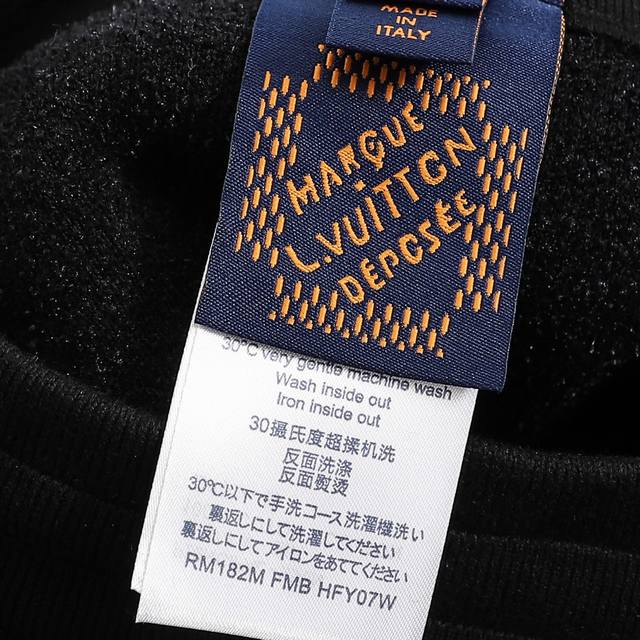 MADE IN
ITALY
MARQUE
L.VUITTON
DEPOSÉE
30°C very gentle machine wash
Wash inside out
Iron inside out
30摄氏度超揉机洗
反面洗涤
反面熨烫
30℃以下で手洗コース洗濯機洗い
裏返しにして洗濯してください
裏返しにしてアイロンをあててください
RM182M FMB HFY07W